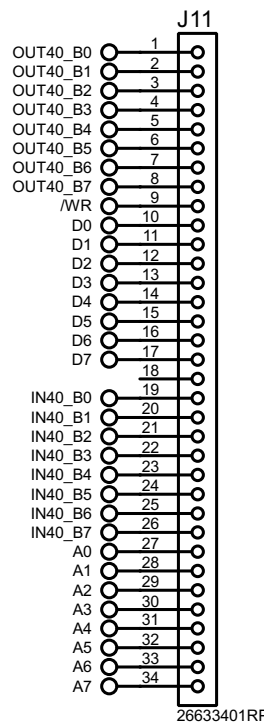 J11
OUT40_B0 1
OUT40_B1 2
OUT40_B2 3
OUT40_B3 4
OUT40_B4 5
OUT40_B5 6
OUT40_B6 7
OUT40_B7 8
/WR 9
D0 10
D1 11
D2 12
D3 13
D4 14
D5 15
D6 16
D7 17
18
IN40_B0 19
IN40_B1 20
IN40_B2 21
IN40_B3 22
IN40_B4 23
IN40_B5 24
IN40_B6 25
IN40_B7 26
A0 27
A1 28
A2 29
A3 30
A4 31
A5 32
A6 33
A7 34